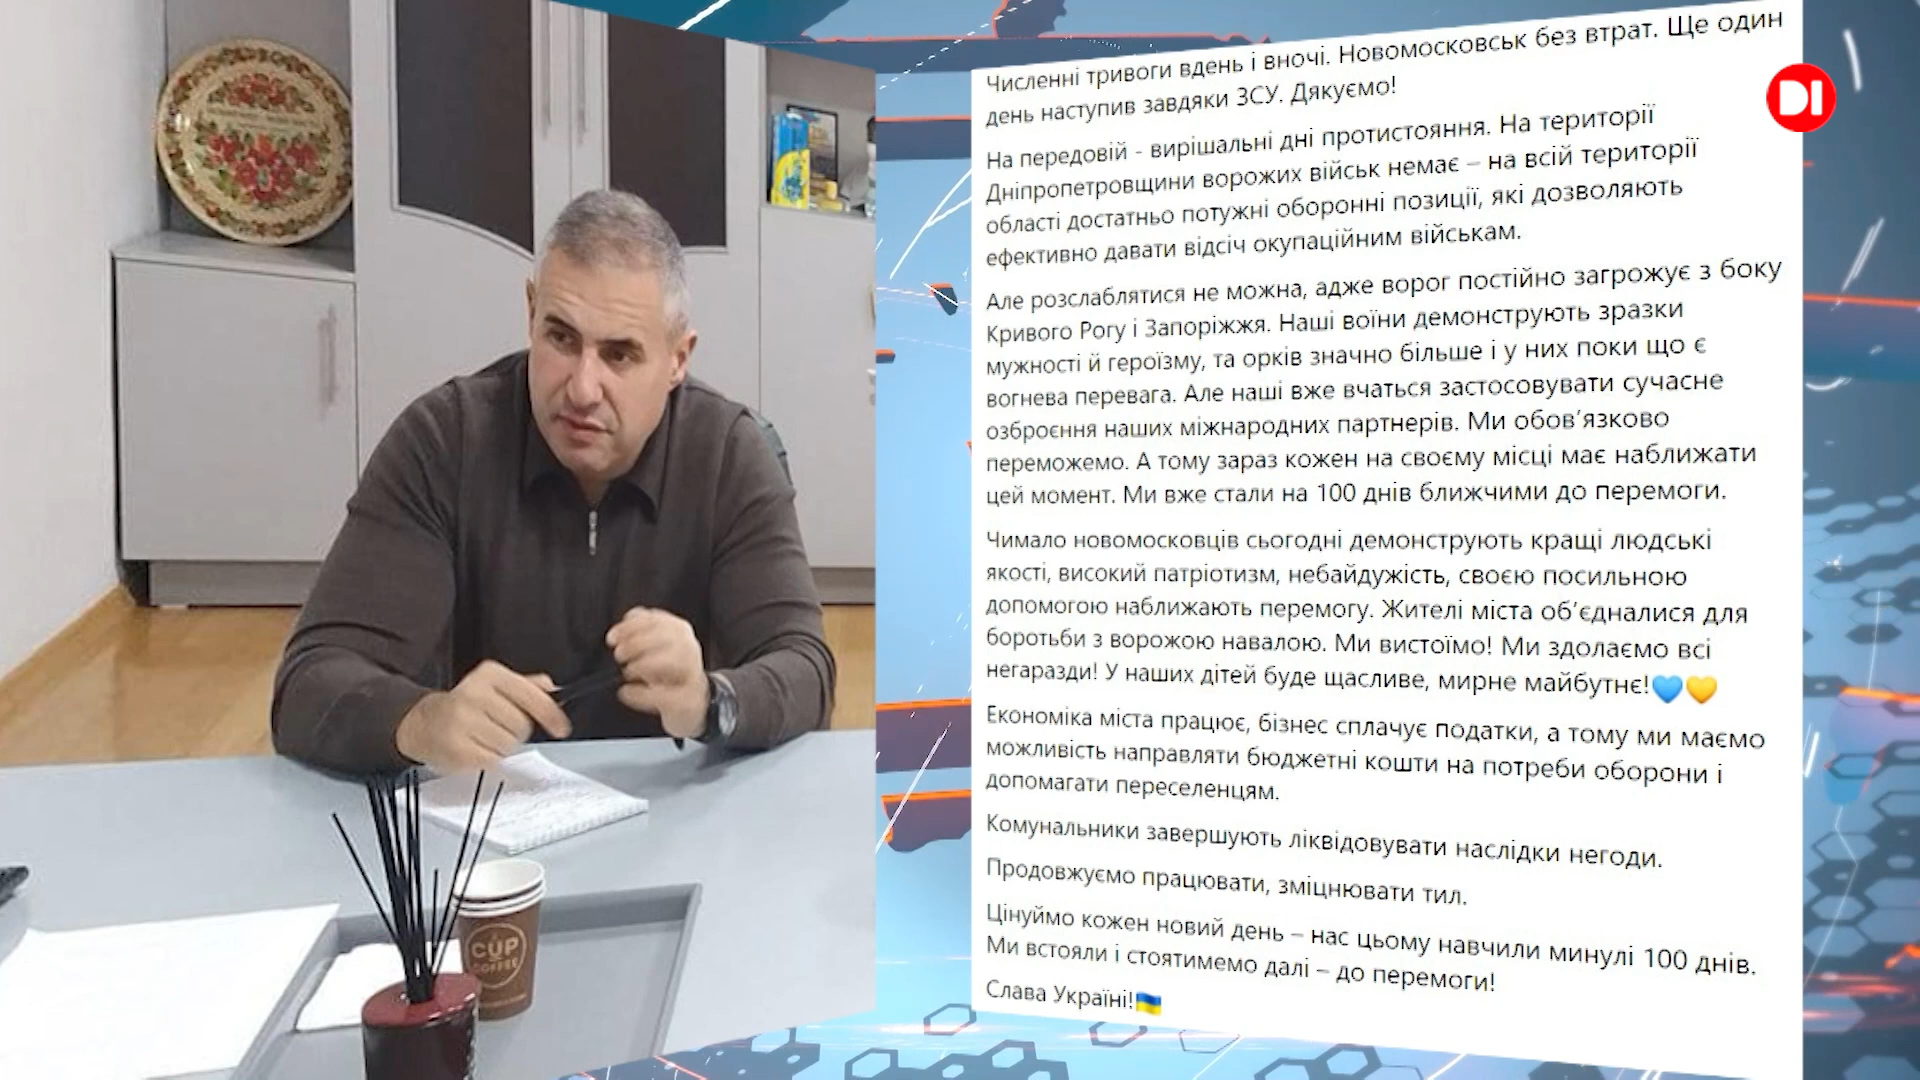 Численні тривоги вдень і вночі. Новомосковськ без втрат. Ще один
день наступив завдяки ЗСУ. Дякуємо!
На передовій - вирішальні дні протистояння. На території
Дніпропетровщини ворожих військ немає – на всій території
області достатньо потужні оборонні позиції, які дозволяють
ефективно давати відсіч окупаційним військам.
Але розслаблятися не можна, адже ворог постійно загрожує з боку
Кривого Рогу і Запоріжжя. Наші воїни демонструють зразки
мужності й героїзму, та орків значно більше і у них поки що є
вогнева перевага. Але наші вже вчаться застосовувати сучасне
озброєння наших міжнародних партнерів. Ми обов’язково
переможемо. А тому зараз кожен на своєму місці має наближати
цей момент. Ми вже стали на 100 днів ближчими до перемоги.
Чимало новомосковців сьогодні демонструють кращі людські
якості, високий патріотизм, небайдужість, своєю посильною
допомогою наближають перемогу. Жителі міста об’єдналися для
боротьби з ворожою навалою. Ми вистоїмо! Ми здолаємо всі
негаразди! У наших дітей буде щасливе, мирне майбутнє!💙💛
Економіка міста працює, бізнес сплачує податки, а тому ми маємо
можливість направляти бюджетні кошти на потреби оборони і
допомагати переселенцям.
Комунальники завершують ліквідовувати наслідки негоди.
Продовжуємо працювати, зміцнювати тил.
Цінуймо кожен новий день – нас цьому навчили минулі 100 днів.
Ми встояли і стоятимемо далі – до перемоги!
Слава Україні!🇺🇦
DI
CUP
COFFEE